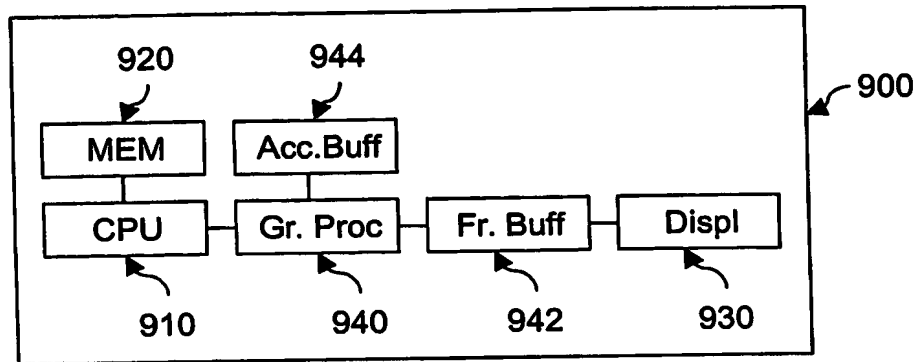 920 944
900
MEM Acc.Buff
CPU Gr. Proc Fr. Buff Displ
910 940 942 930